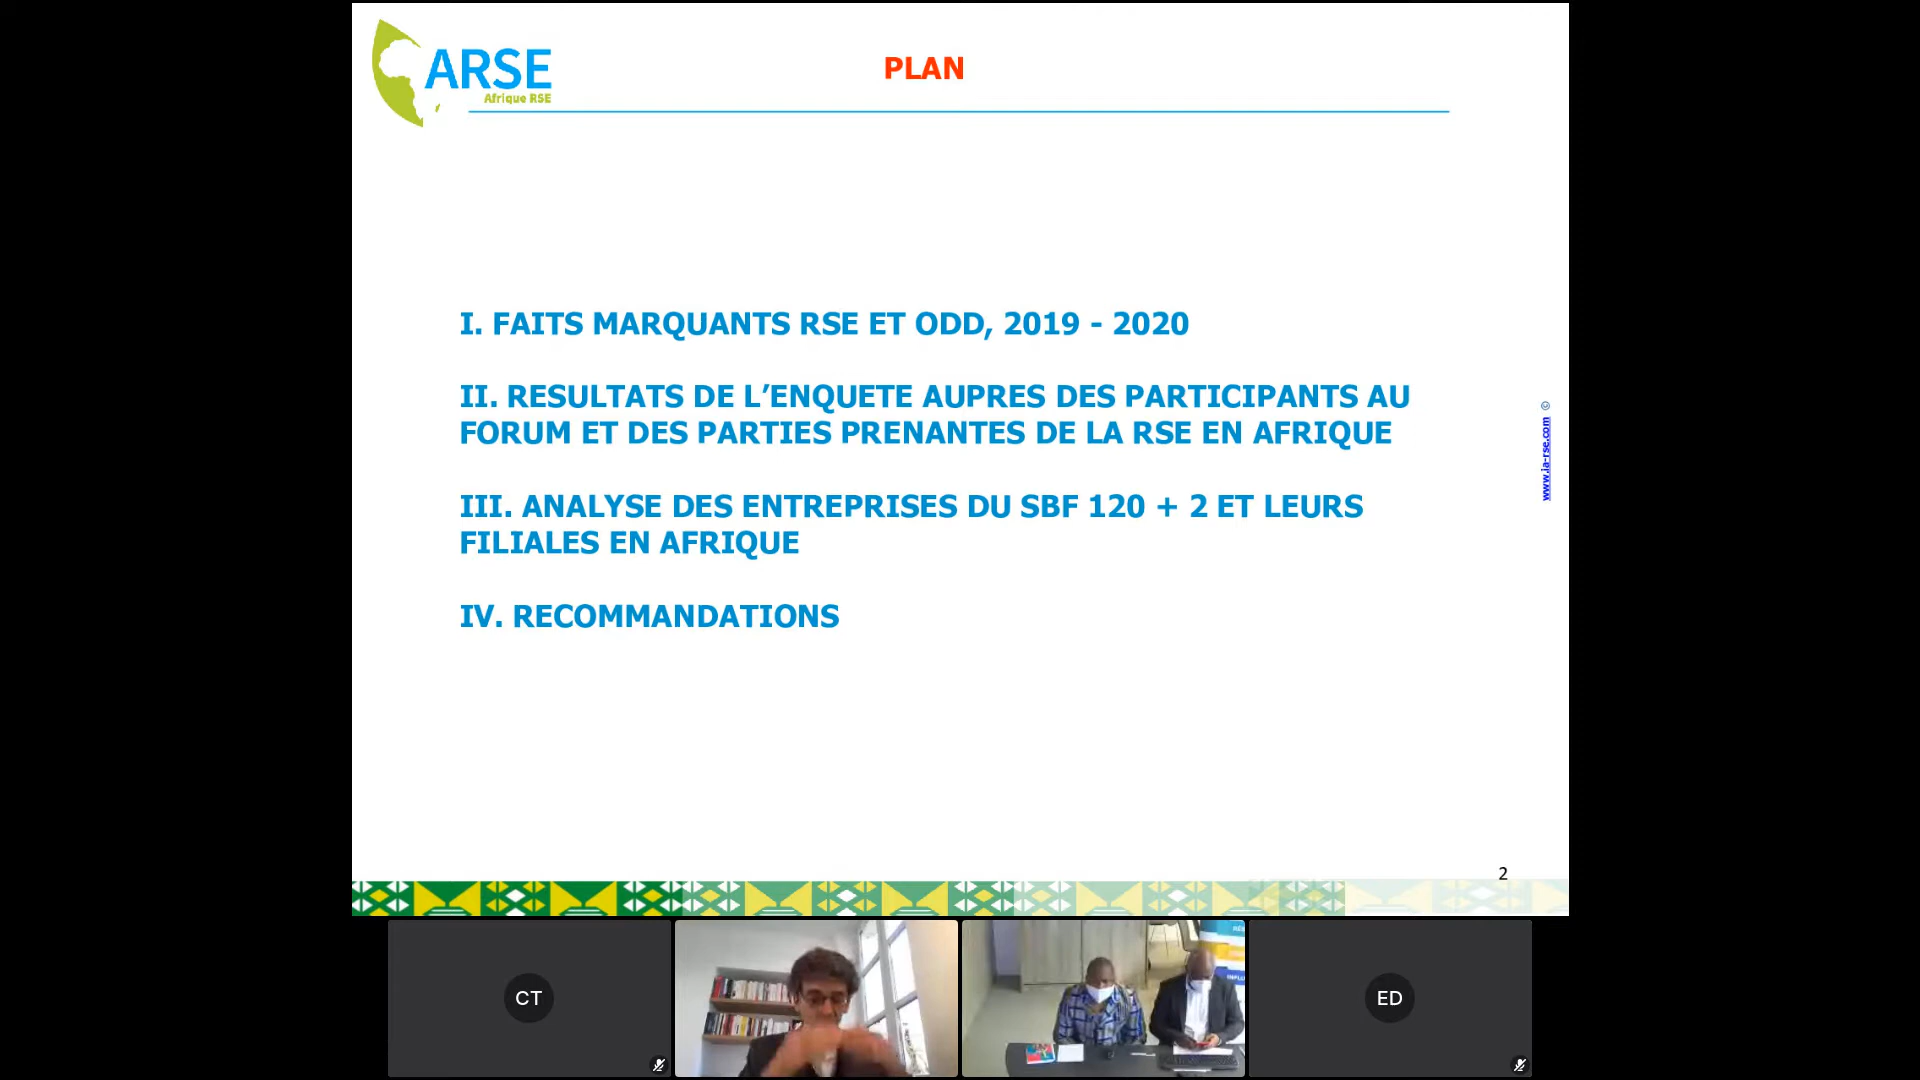 ARSE
Afrique RSE
PLAN
I. FAITS MARQUANTS RSE ET ODD, 2019 - 2020
II. RESULTATS DE L’ENQUETE AUPRES DES PARTICIPANTS AU
FORUM ET DES PARTIES PRENANTES DE LA RSE EN AFRIQUE
III. ANALYSE DES ENTREPRISES DU SBF 120 + 2 ET LEURS
FILIALES EN AFRIQUE
IV. RECOMMANDATIONS
www.ia-rse.com ©
2
CT
ED